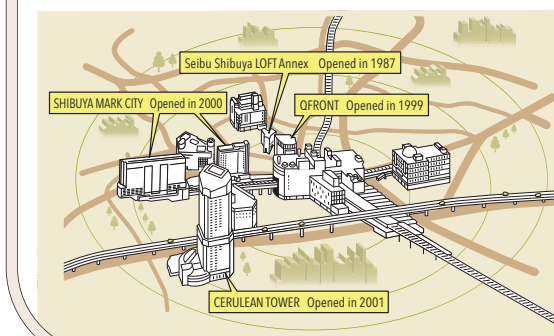 Seibu Shibuya LOFT Annex Opened in 1987
SHIBUYA MARK CITY Opened in 2000
QFRONT Opened in 1999
CERULEAN TOWER Opened in 2001